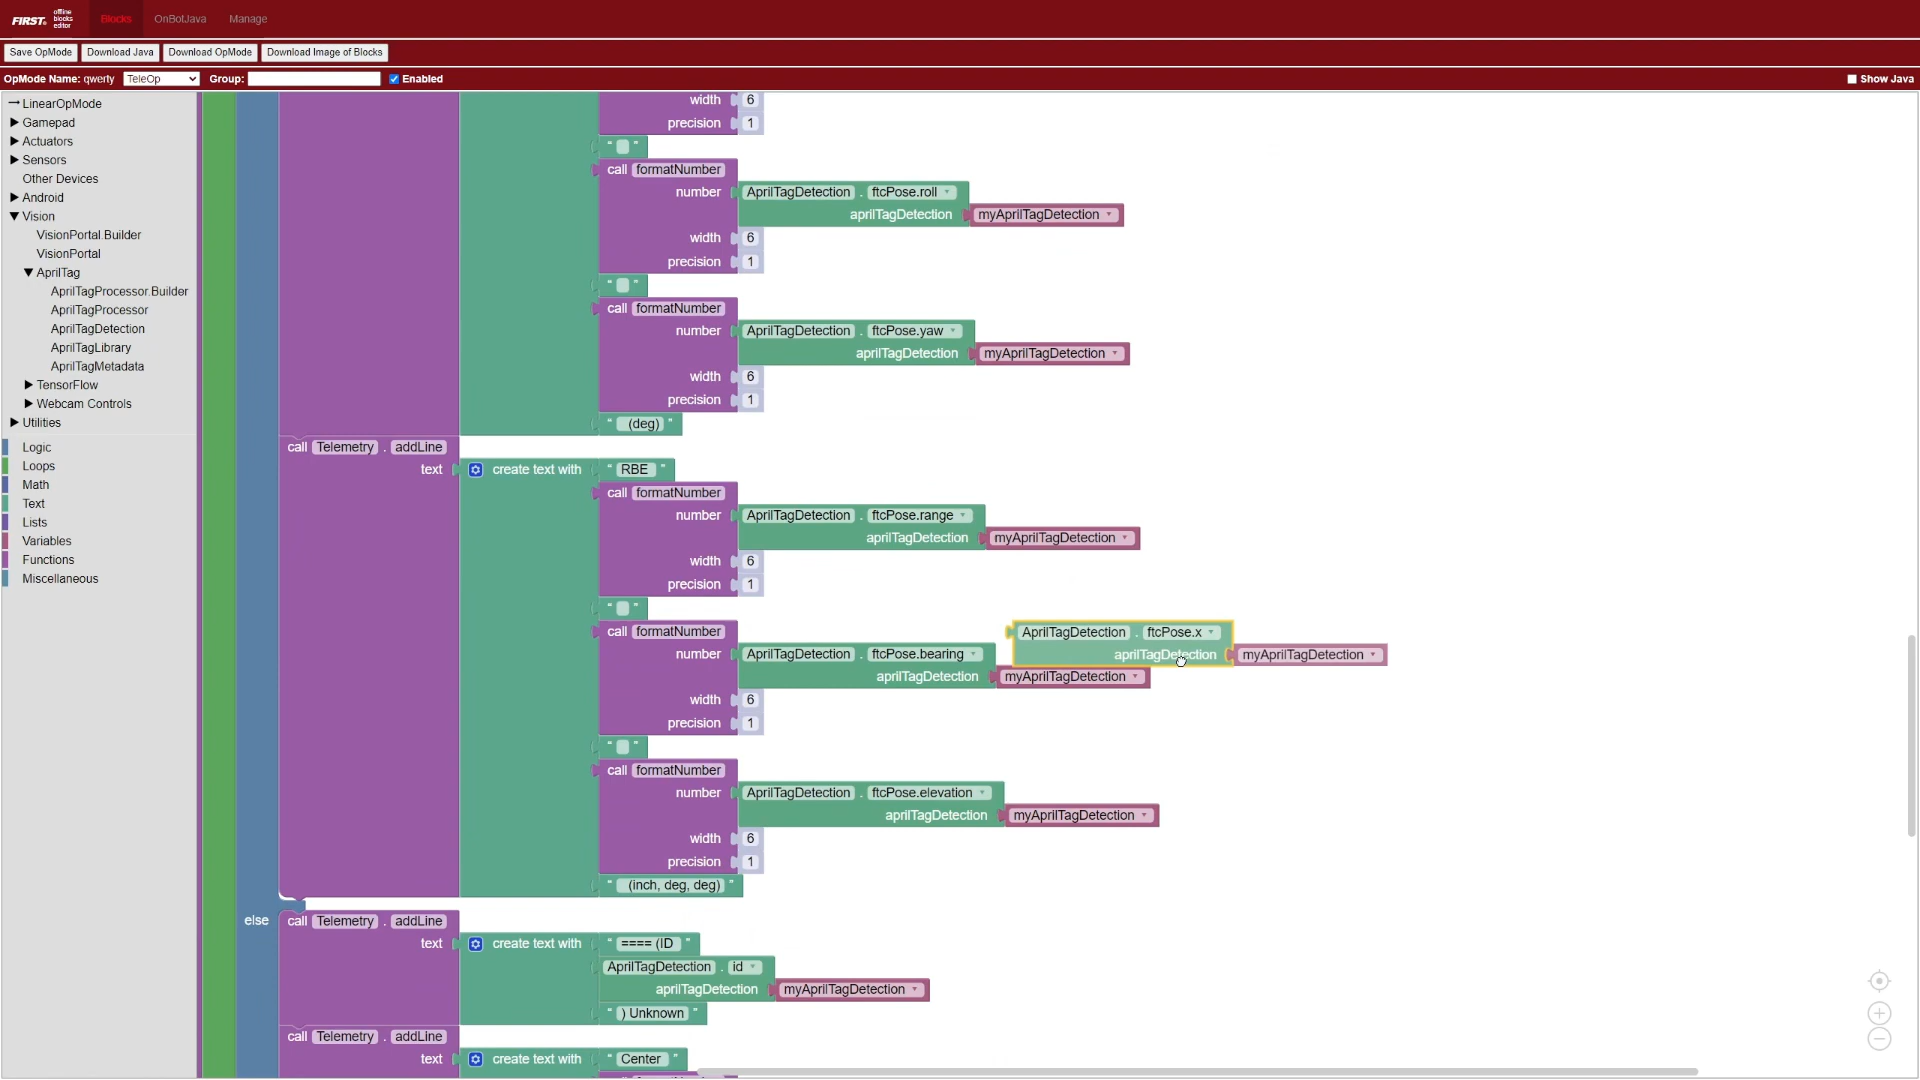 FIRST. offline blocks editor Blocks OnBotJava Manage
Save OpMode Download Java Download OpMode Download Image of Blocks
OpMode Name: qwerty TeleOp Group: Enabled Show Java
LinearOpMode
Gamepad
Actuators
Sensors
Other Devices
Android
Vision
VisionPortal.Builder
VisionPortal
AprilTag
AprilTagProcessor.Builder
AprilTagProcessor
AprilTagDetection
AprilTagLibrary
AprilTagMetadata
TensorFlow
Webcam Controls
Utilities
Logic
Loops
Math
Text
Lists
Variables
Functions
Miscellaneous
width 6
precision 1
“ ”
call formatNumber
number AprilTagDetection . ftcPose.roll
aprilTagDetection myAprilTagDetection
width 6
precision 1
“ ”
call formatNumber
number AprilTagDetection . ftcPose.yaw
aprilTagDetection myAprilTagDetection
width 6
precision 1
“ (deg) ”
call Telemetry . addLine
text create text with “ RBE ”
call formatNumber
number AprilTagDetection . ftcPose.range
aprilTagDetection myAprilTagDetection
width 6
precision 1
“ ”
call formatNumber AprilTagDetection . ftcPose.x
number AprilTagDetection . ftcPose.bearing aprilTagDetection myAprilTagDetection
aprilTagDetection myAprilTagDetection
width 6
precision 1
“ ”
call formatNumber
number AprilTagDetection . ftcPose.elevation
aprilTagDetection myAprilTagDetection
width 6
precision 1
“ (inch, deg, deg) ”
else call Telemetry . addLine
text create text with “ ==== (ID ”
AprilTagDetection . id
aprilTagDetection myAprilTagDetection
“ ) Unknown ”
call Telemetry . addLine
text create text with “ Center ”